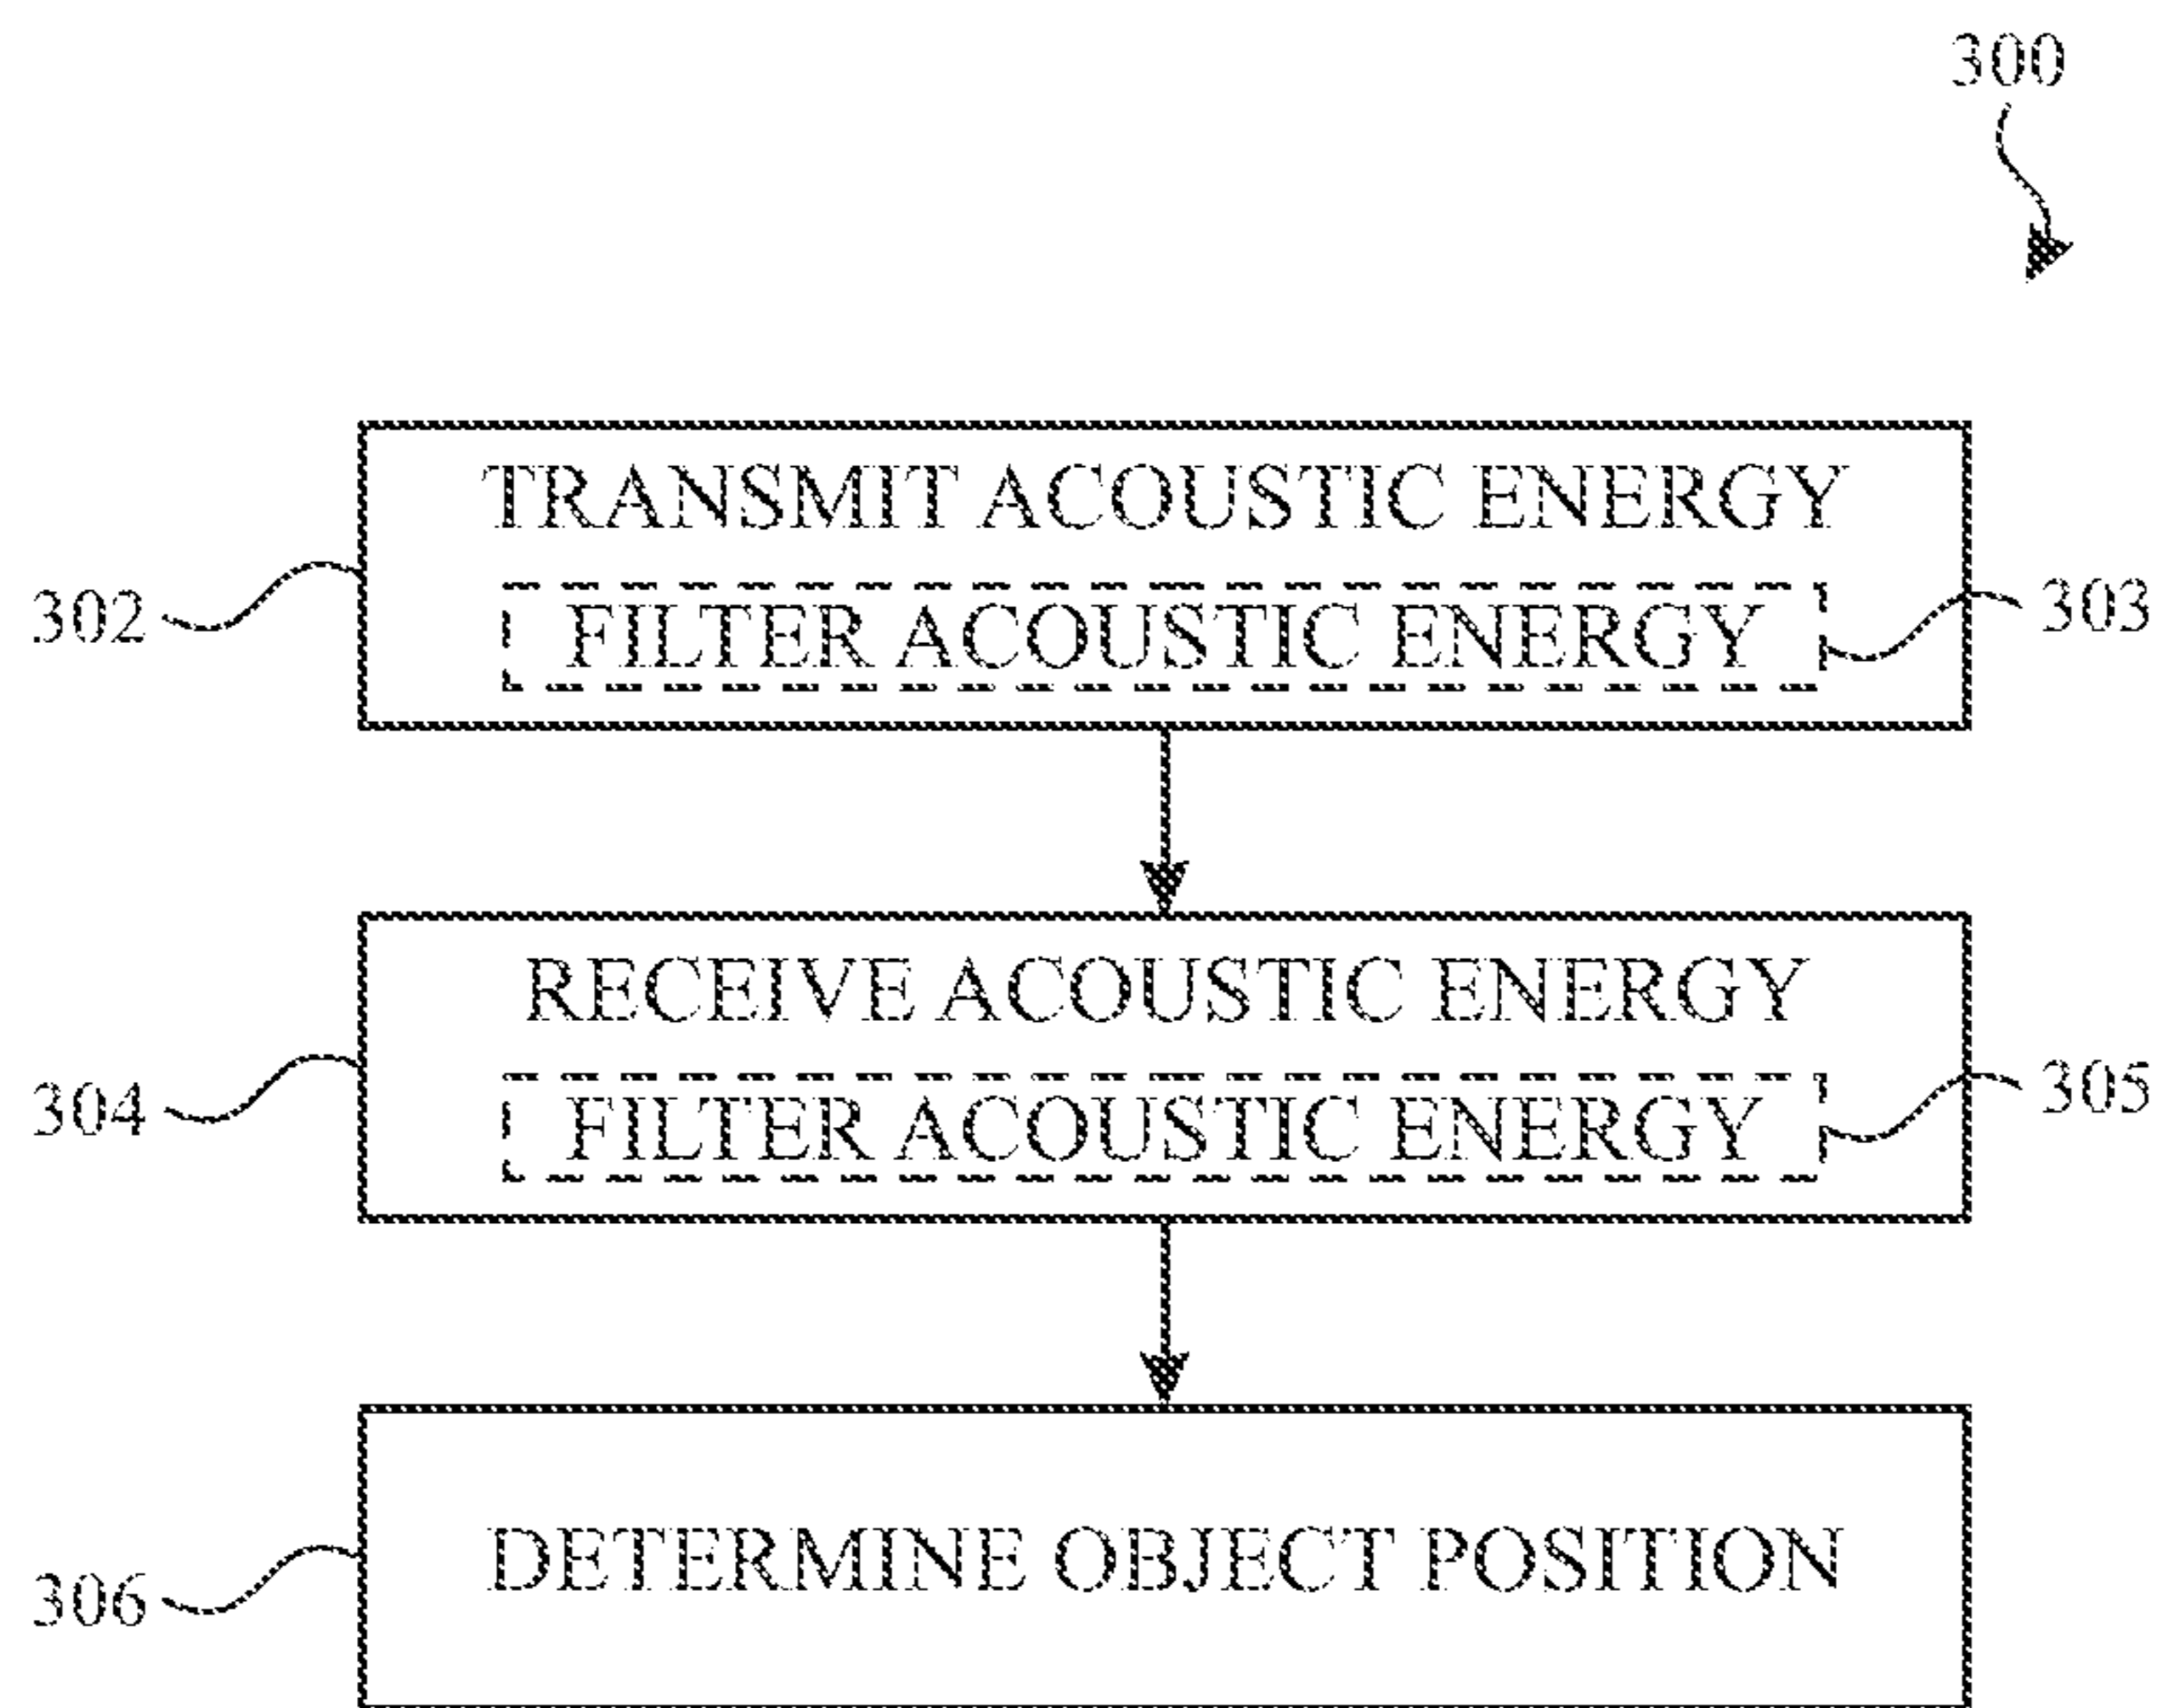 300
TRANSMIT ACOUSTIC ENERGY
302
FILTER ACOUSTIC ENERGY
303
RECEIVE ACOUSTIC ENERGY
304
FILTER ACOUSTIC ENERGY
305
DETERMINE OBJECT POSITION
306